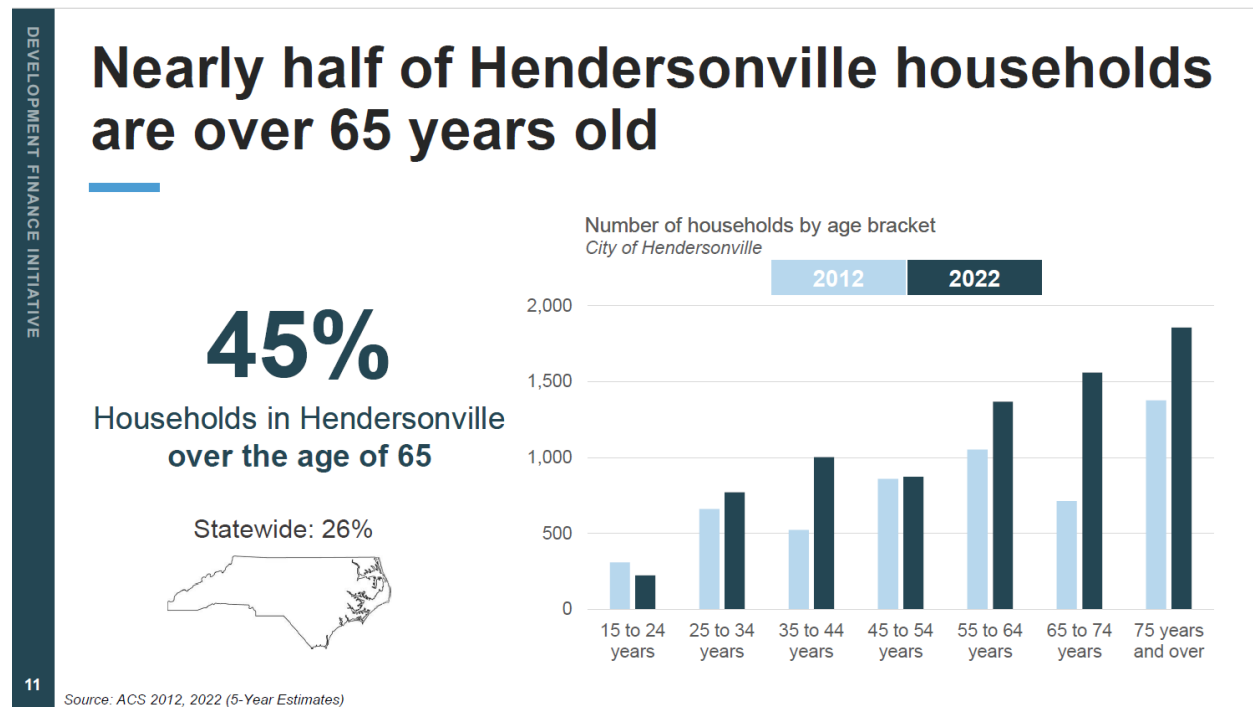 DEVELOPMENT FINANCE INITIATIVE
Nearly half of Hendersonville households
are over 65 years old
45%
Households in Hendersonville
over the age of 65
Statewide: 26%
Number of households by age bracket
City of Hendersonville
2012 2022
2,000
1,500
1,000
500
0
15 to 24 25 to 34 35 to 44 45 to 54 55 to 64 65 to 74 75 years
years years years years years years and over
11
Source: ACS 2012, 2022 (5-Year Estimates)